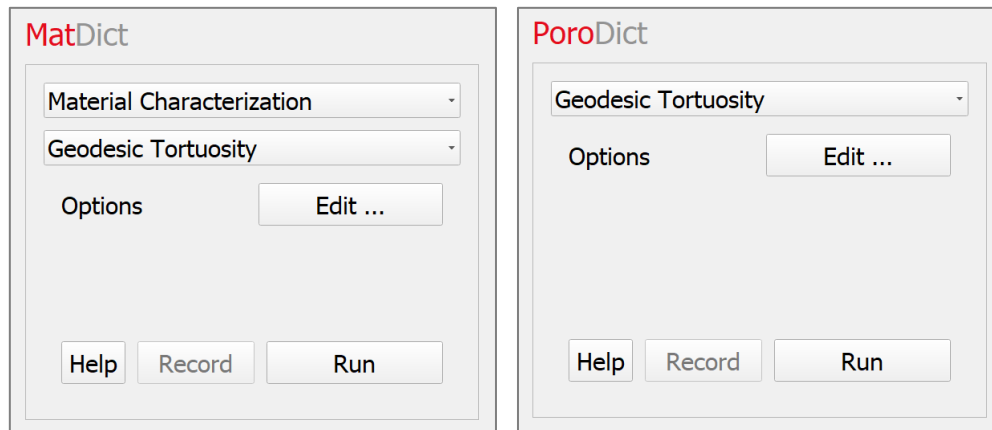 MatDict
Material Characterization
Geodesic Tortuosity
Options Edit ...
Help Record Run
PoroDict
Geodesic Tortuosity
Options Edit ...
Help Record Run